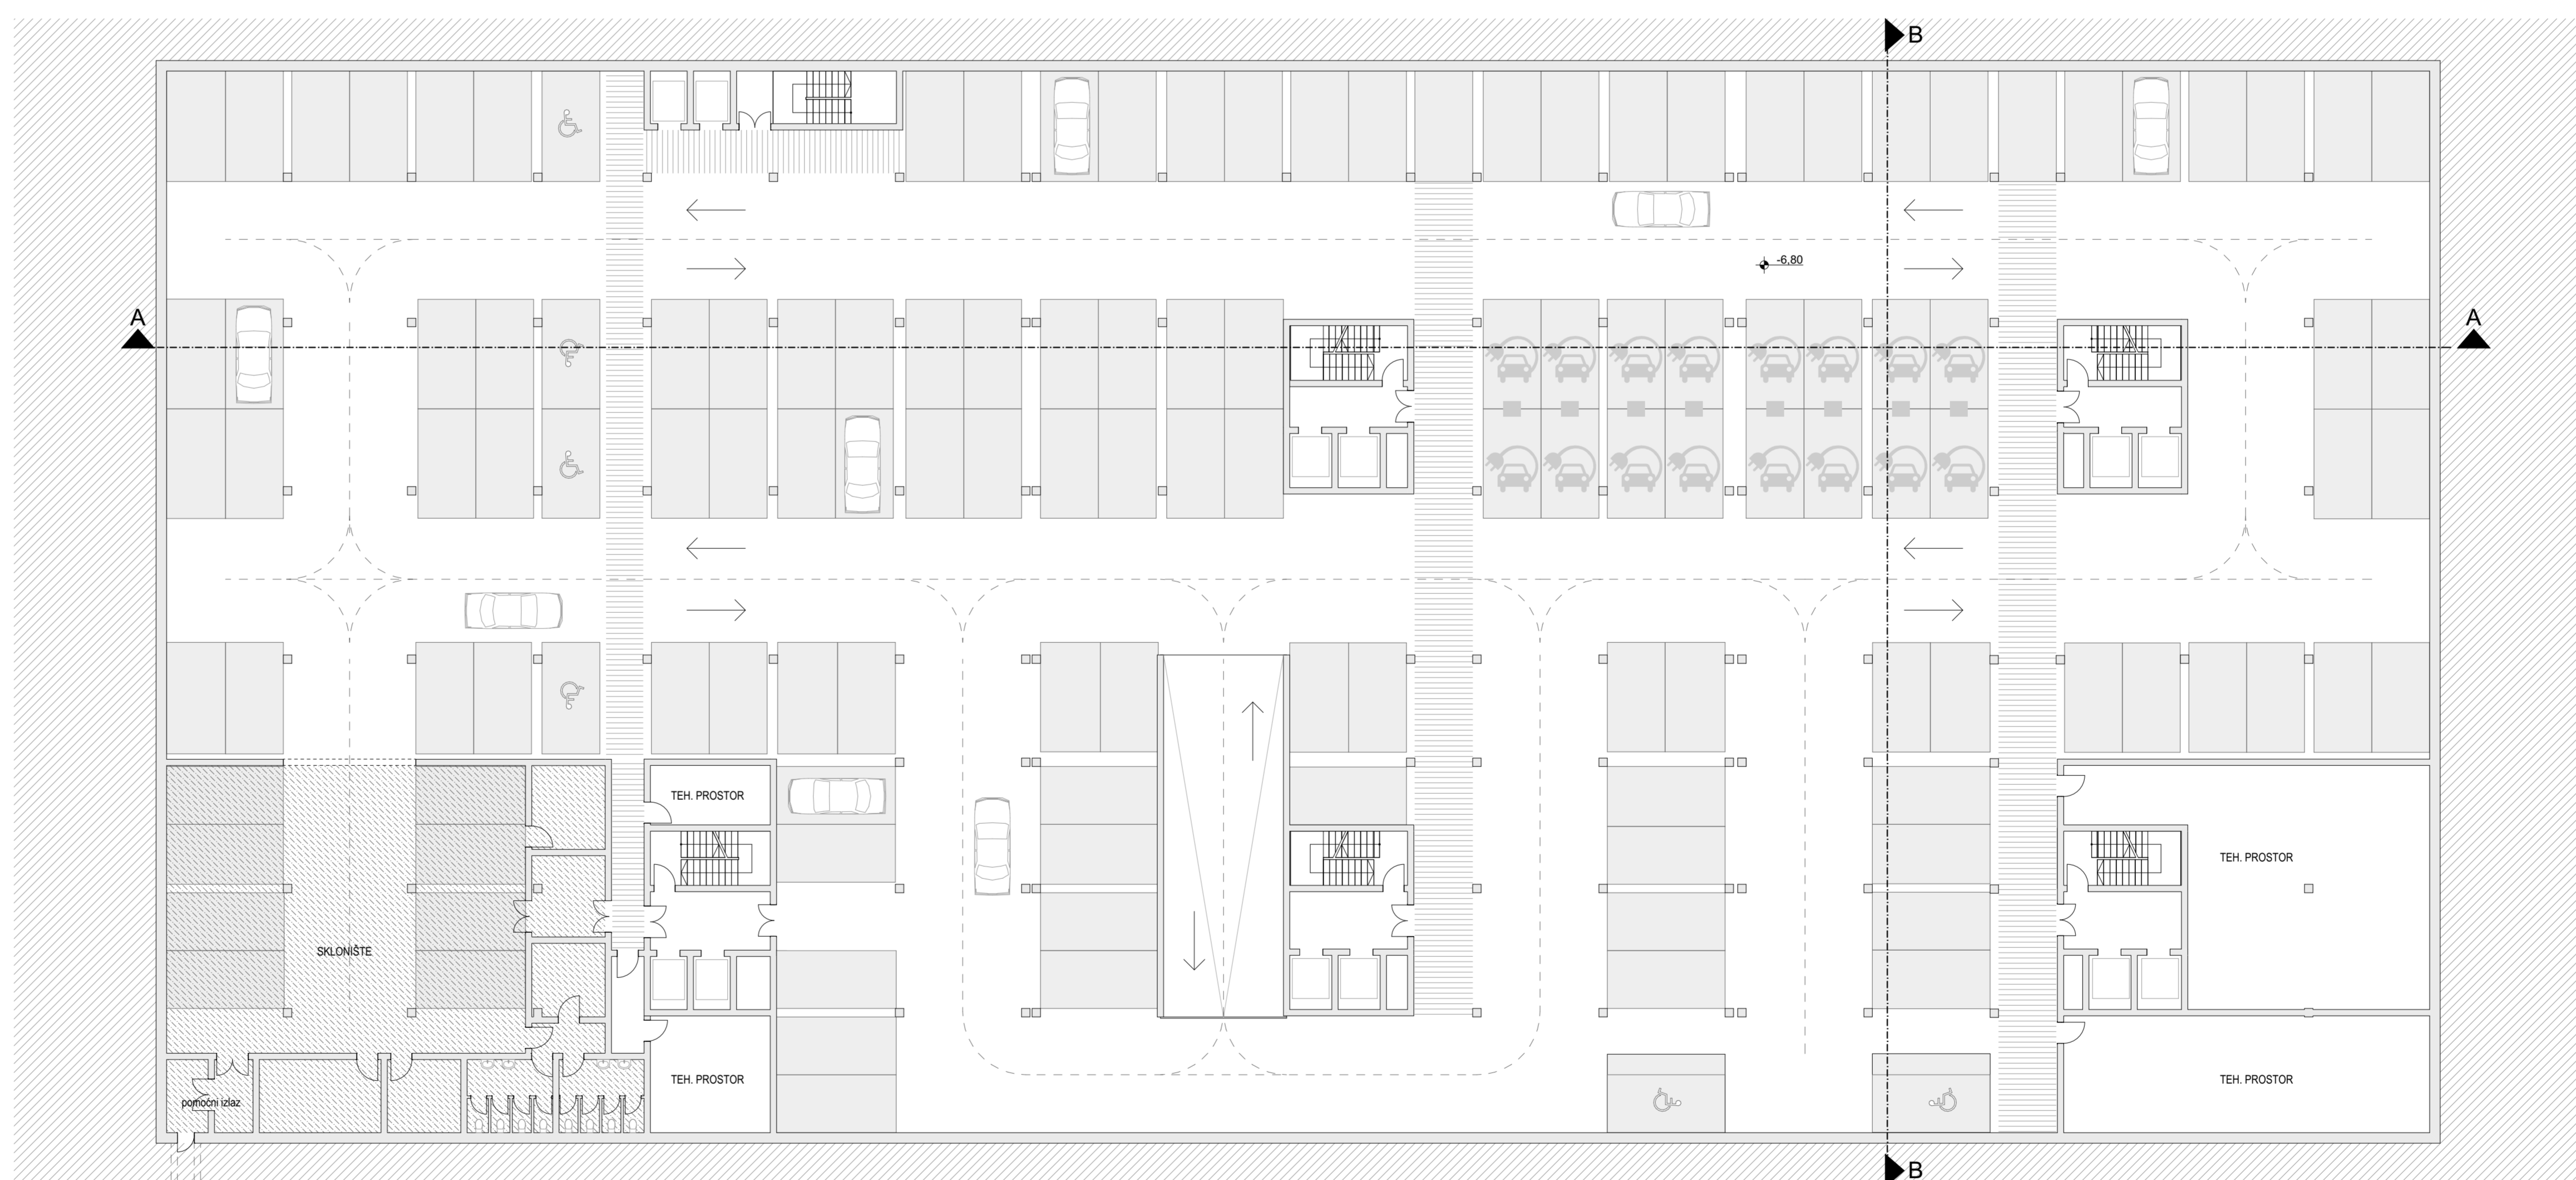 B
-6,80
A
A
TEH. PROSTOR
TEH. PROSTOR
SKLONIŠTE
TEH. PROSTOR
TEH. PROSTOR
pomoćni izlaz
B